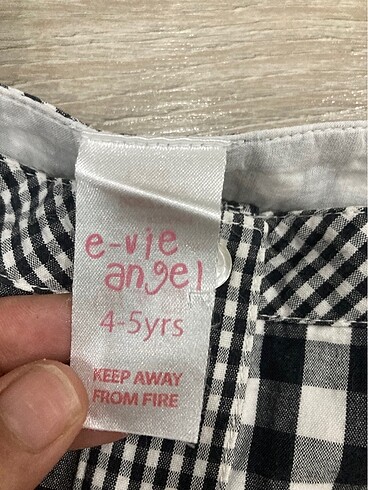 e-vie
angel
4-5yrs
KEEP AWAY
FROM FIRE